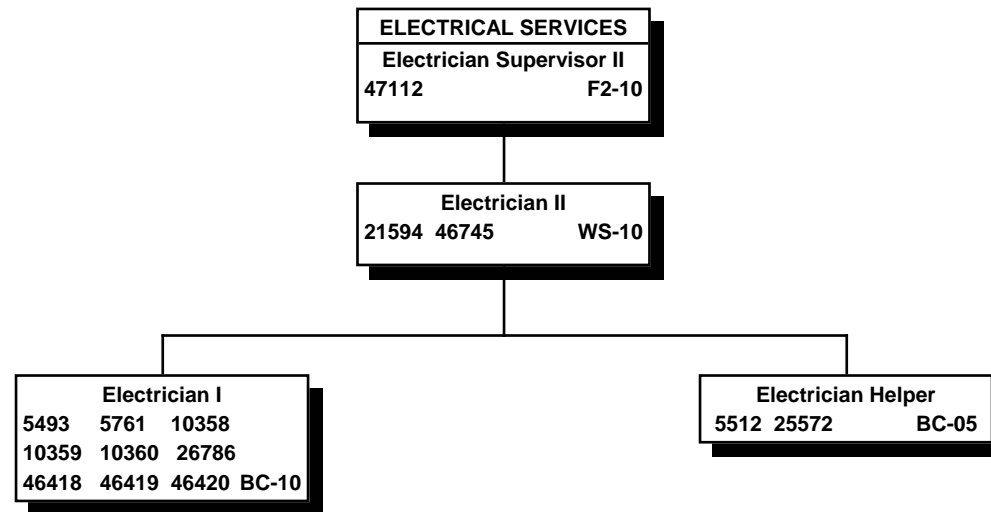 ELECTRICAL SERVICES
Electrician Supervisor II
47112 F2-10
Electrician II
21594 46745 WS-10
Electrician I
5493 5761 10358
10359 10360 26786
46418 46419 46420 BC-10
Electrician Helper
5512 25572 BC-05